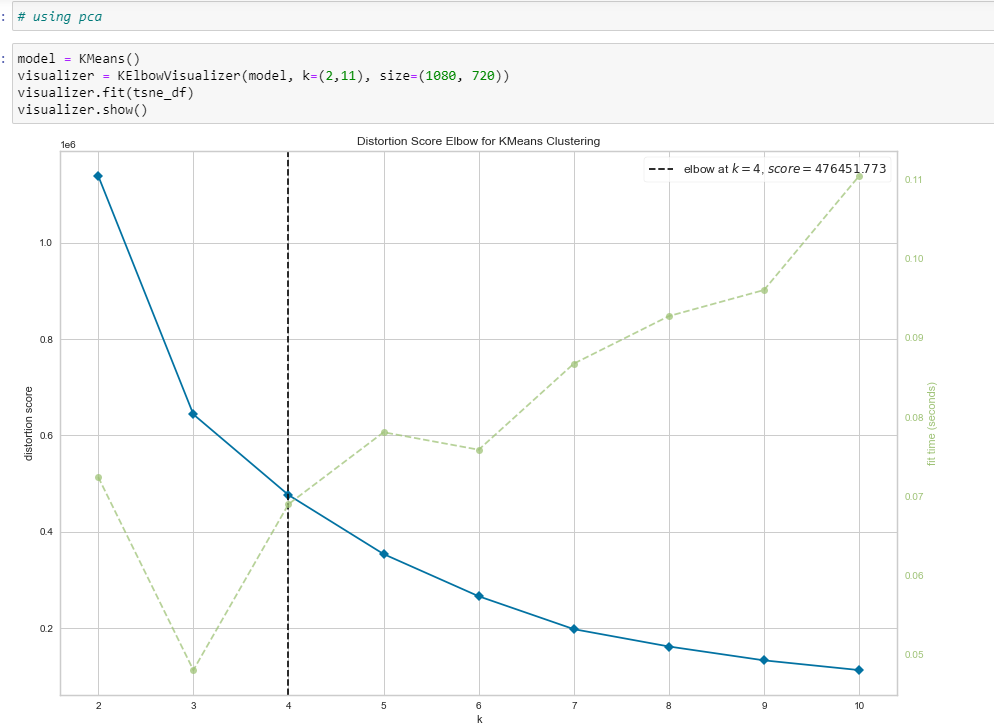 : # using pca
: model = KMeans()
visualizer = KElbowVisualizer(model, k=(2,11), size=(1080, 720))
visualizer.fit(tsne_df)
visualizer.show()
Distortion Score Elbow for KMeans Clustering
1e6
elbow at k = 4, score = 476451.773
1.0
0.8
0.6
0.4
0.2
distortion score
0.11
0.10
0.09
0.08
0.07
0.06
0.05
fit time (seconds)
2 3 4 5 6 7 8 9 10
k